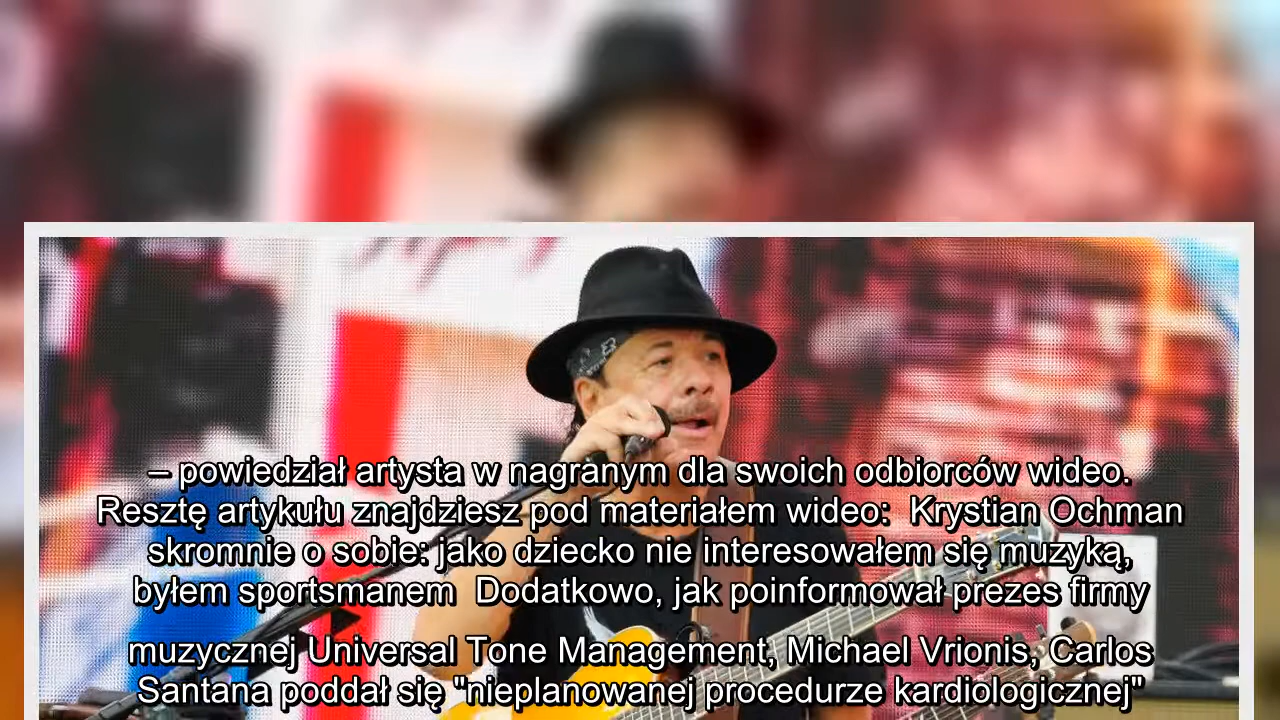 – powiedział artysta w nagranym dla swoich odbiorców wideo.
Resztę artykułu znajdziesz pod materiałem wideo:  Krystian Ochman
skromnie o sobie: jako dziecko nie interesowałem się muzyką,
byłem sportsmanem  Dodatkowo, jak poinformował prezes firmy
muzycznej Universal Tone Management, Michael Vrionis, Carlos
Santana poddał się "nieplanowanej procedurze kardiologicznej"